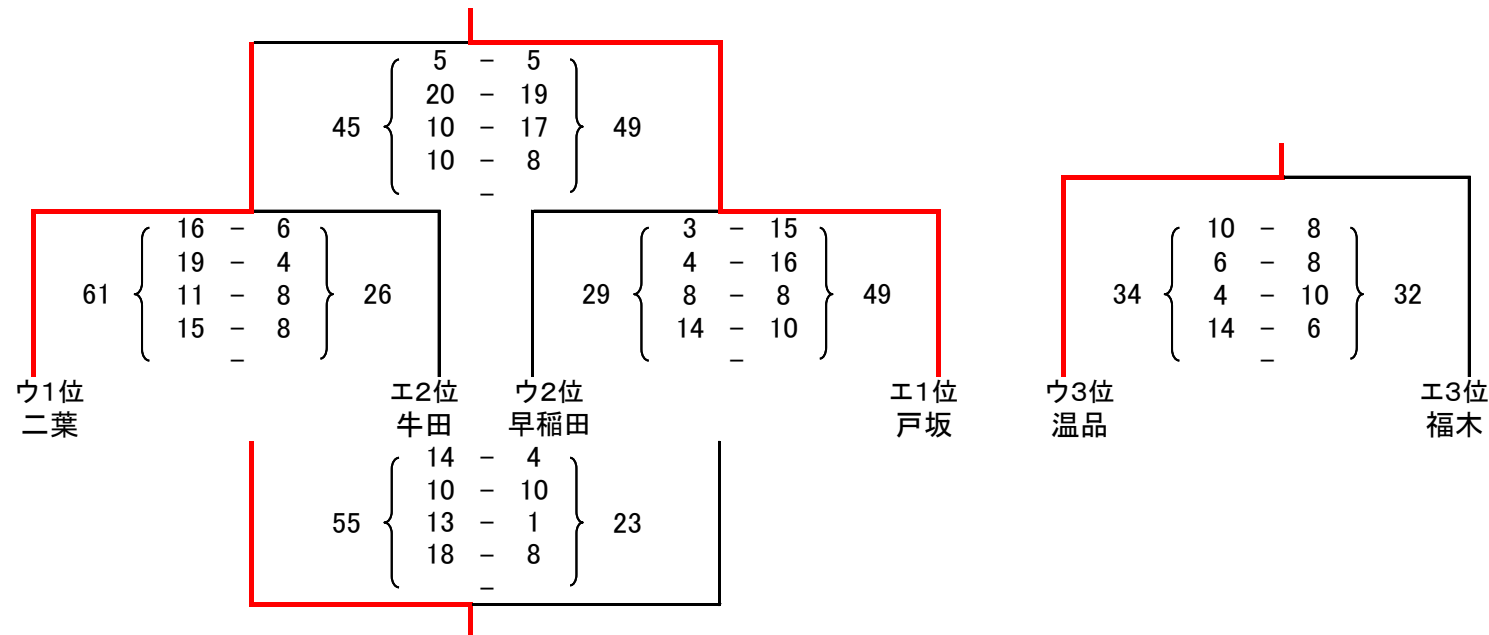 5 - 5
20 - 19
45 { 10 - 17 } 49
10 - 8
-
16 - 6
19 - 4
61 { 11 - 8 } 26
15 - 8
-
3 - 15
4 - 16
29 { 8 - 8 } 49
14 - 10
-
10 - 8
6 - 8
34 { 4 - 10 } 32
14 - 6
-
ウ1位 エ2位 ウ2位 エ1位 ウ3位 エ3位
二葉 牛田 早稲田 戸坂 温品 福木
14 - 4
10 - 10
55 { 13 - 1 } 23
18 - 8
-